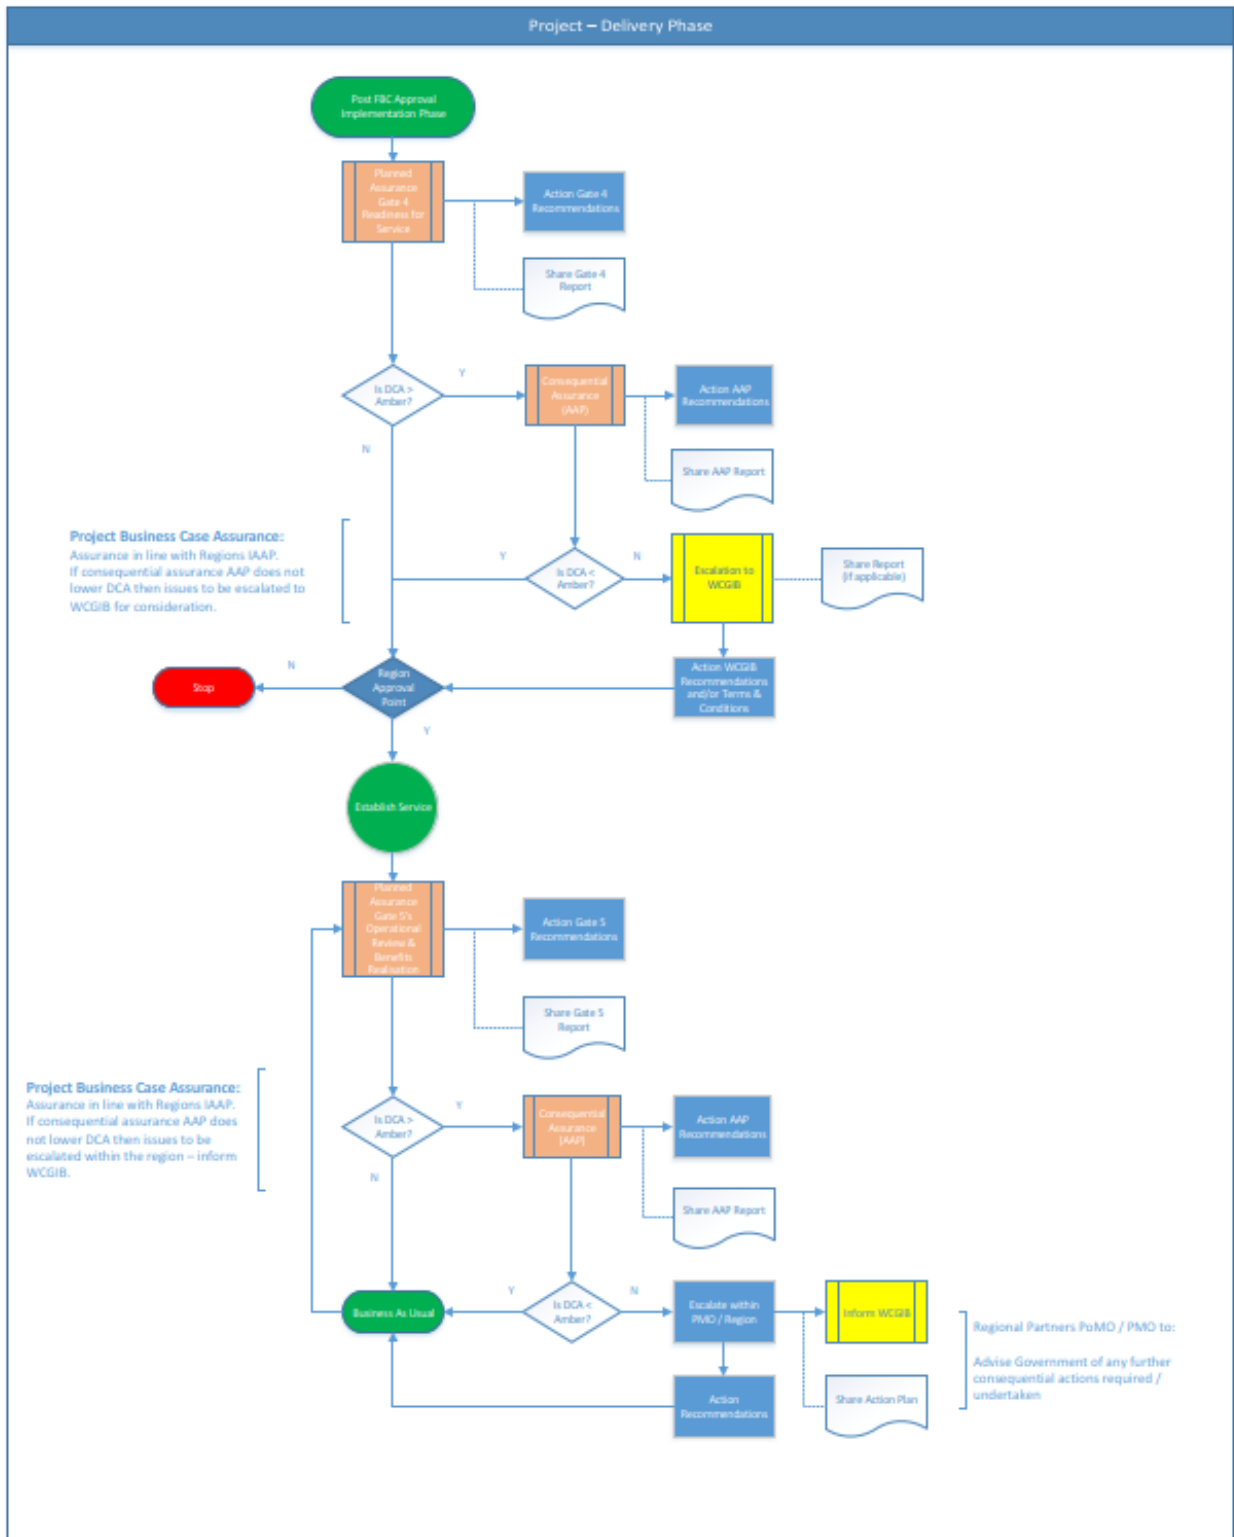 Project – Delivery Phase
Post FBC Approval
Implementation Phase
Planned
Assurance
Gate 4
Readiness for
Service
Action Gate 4
Recommendations
Share Gate 4
Report
Is DCA >
Amber?
Y
N
Consequential
Assurance
(AAP)
Action AAP
Recommendations
Share AAP Report
Project Business Case Assurance:
Assurance in line with Regions IAAP.
If consequential assurance AAP does not
lower DCA then issues to be escalated to
WCGIB for consideration.
Y
Is DCA <
Amber?
N
Escalation to
WCGIB
Share Report
(if applicable)
Stop
N
Region
Approval
Point
Y
Action WCGIB
Recommendations
and/or Terms &
Conditions
Establish Service
Planned
Assurance
Gate 5's
Operational
Review &
Benefits
Realisation
Action Gate 5
Recommendations
Share Gate 5
Report
Project Business Case Assurance:
Assurance in line with Regions IAAP.
If consequential assurance AAP does
not lower DCA then issues to be
escalated within the region – inform
WCGIB.
Is DCA >
Amber?
Y
N
Consequential
Assurance
(AAP)
Action AAP
Recommendations
Share AAP Report
Business As Usual
Y
Is DCA <
Amber?
N
Escalate within
PMO / Region
Inform WCGIB
Action
Recommendations
Share Action Plan
Regional Partners PoMO / PMO to:
Advise Government of any further
consequential actions required /
undertaken